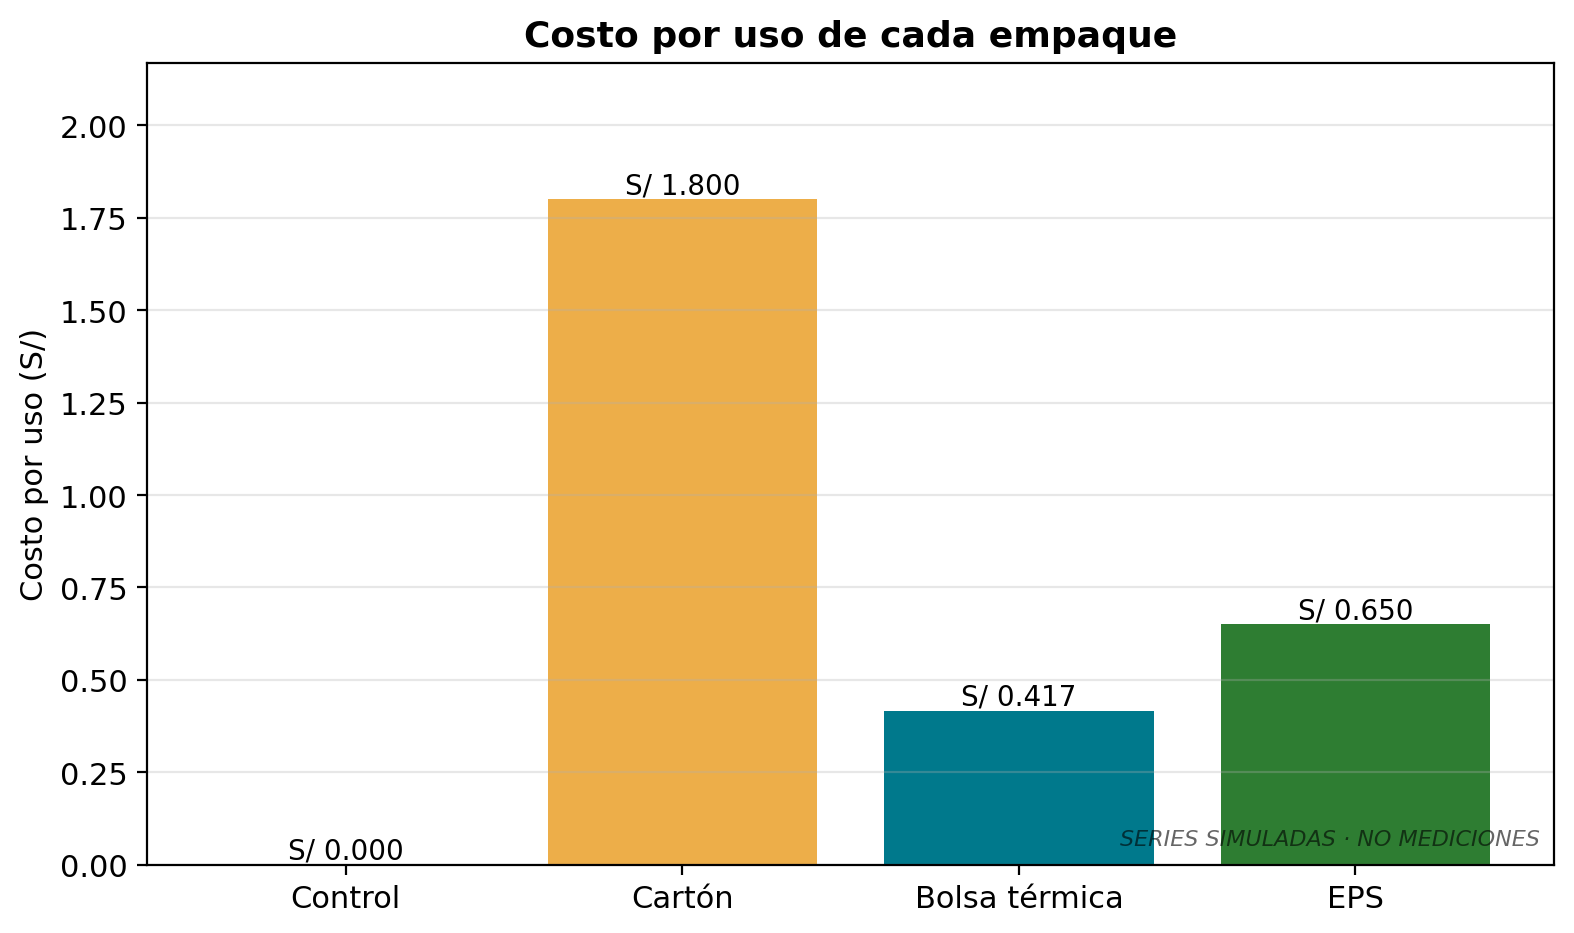 Costo por uso de cada empaque
Costo por uso (S/)
2.00
1.75
1.50
1.25
1.00
0.75
0.50
0.25
0.00
S/ 0.000
S/ 1.800
S/ 0.417
S/ 0.650
SERIES SIMULADAS · NO MEDICIONES
Control
Cartón
Bolsa térmica
EPS